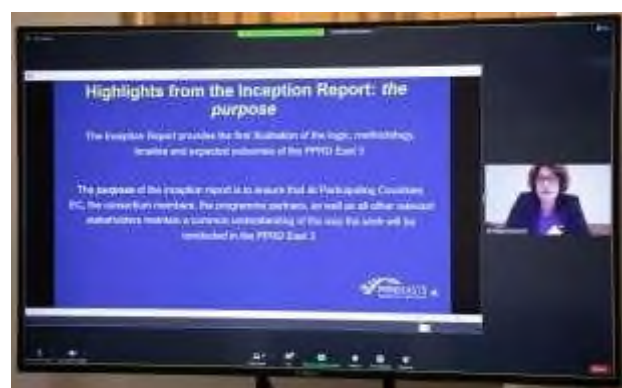 Highlights from the Inception Report: the
purpose
The Inception Report provides the first illustration of the logic, methodology,
timeline and expected outcomes of the PPRD East 3
The purpose of the inception report is to ensure that all Participating Countries
EC, the consortium members, the programme partners, as well as all other relevant
stakeholders maintain a common understanding of the way the work will be
conducted in the PPRD East 3
PPRDEAST3